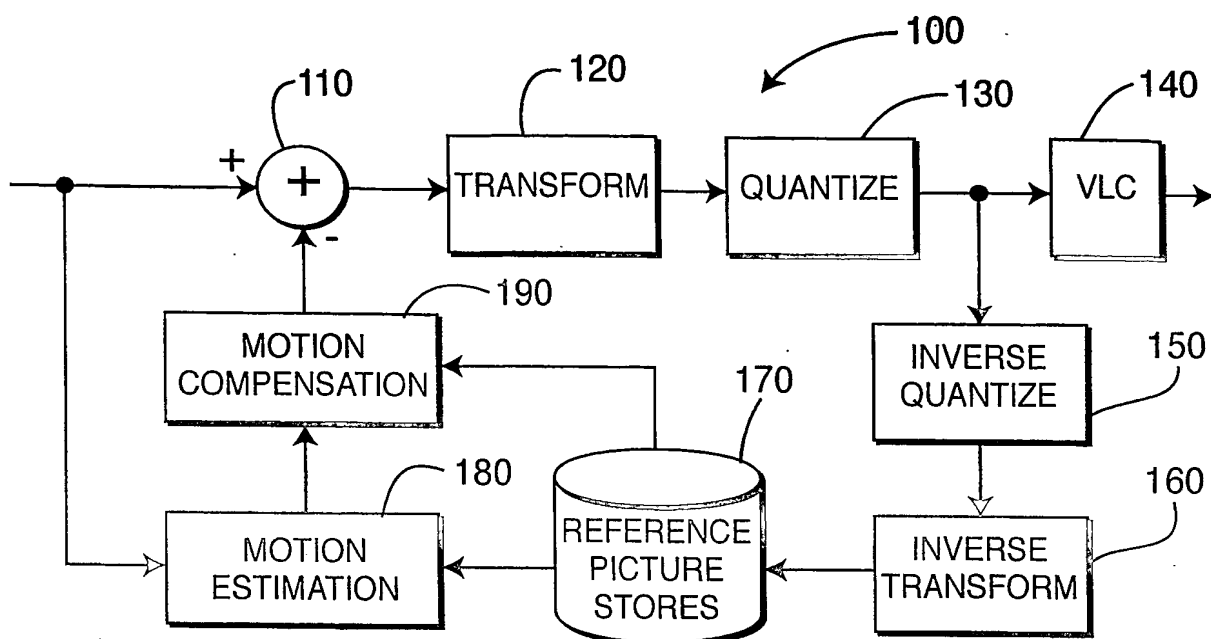 100
110
120
130
140
+
+
TRANSFORM
QUANTIZE
VLC
-
190
MOTION
COMPENSATION
170
INVERSE
QUANTIZE
150
180
160
MOTION
ESTIMATION
REFERENCE
PICTURE
STORES
INVERSE
TRANSFORM